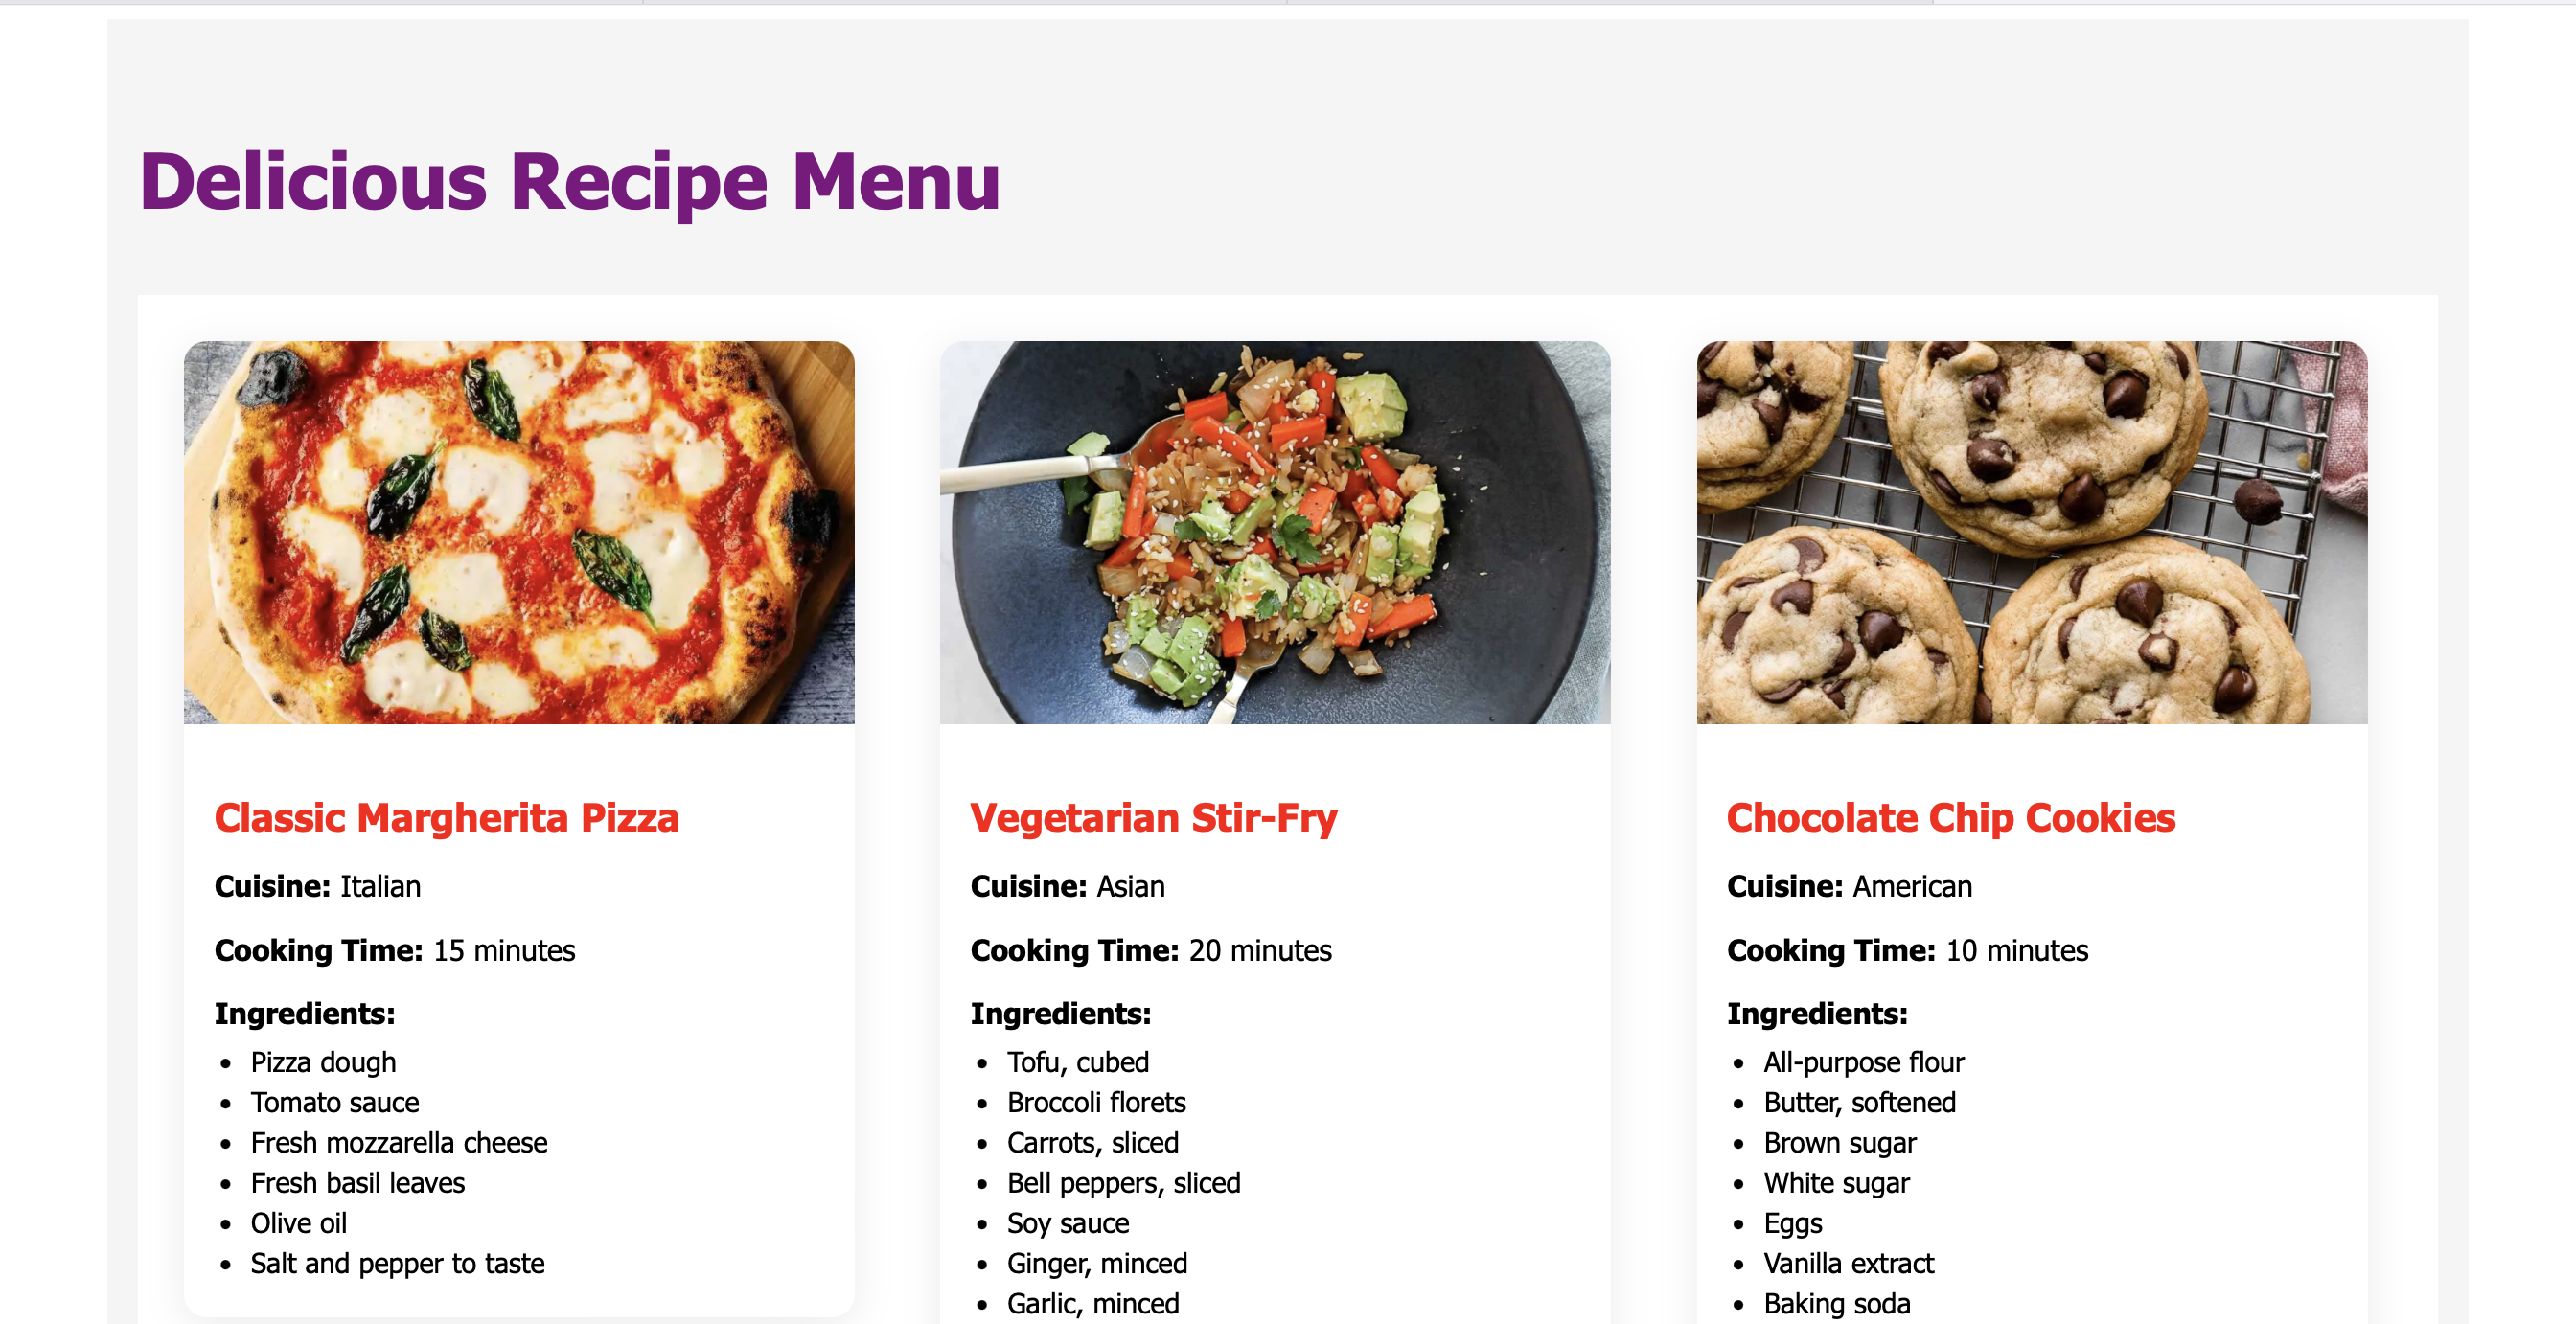 Delicious Recipe Menu
Classic Margherita Pizza
Cuisine: Italian
Cooking Time: 15 minutes
Ingredients:
Pizza dough
Tomato sauce
Fresh mozzarella cheese
Fresh basil leaves
Olive oil
Salt and pepper to taste
Vegetarian Stir-Fry
Cuisine: Asian
Cooking Time: 20 minutes
Ingredients:
Tofu, cubed
Broccoli florets
Carrots, sliced
Bell peppers, sliced
Soy sauce
Ginger, minced
Garlic, minced
Chocolate Chip Cookies
Cuisine: American
Cooking Time: 10 minutes
Ingredients:
All-purpose flour
Butter, softened
Brown sugar
White sugar
Eggs
Vanilla extract
Baking soda